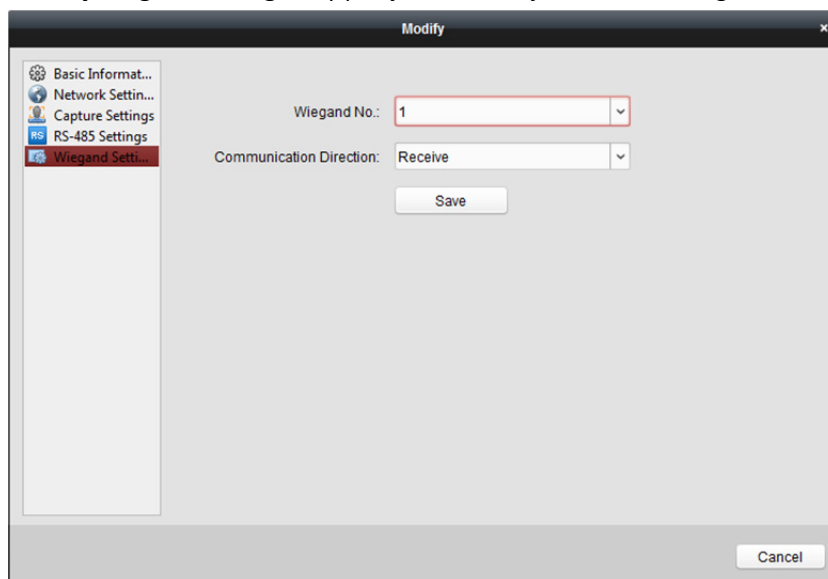 Modify
×
Basic Informat...
Network Settin...
Capture Settings
RS RS-485 Settings
Wiegand Setti...
Wiegand No.: 1
Communication Direction: Receive
Save
Cancel